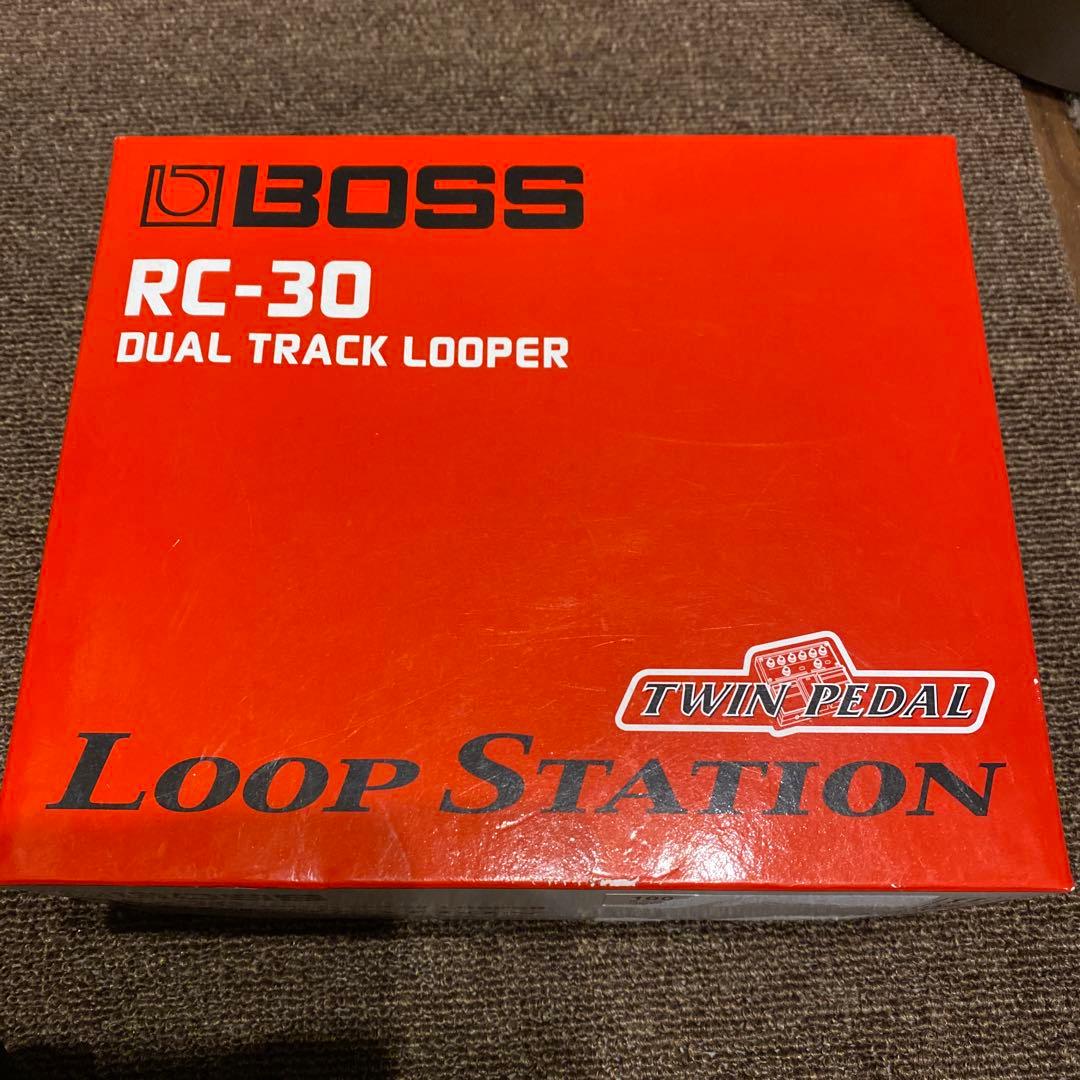 BOSS
RC-30
DUAL TRACK LOOPER
TWIN PEDAL
LOOP STATION